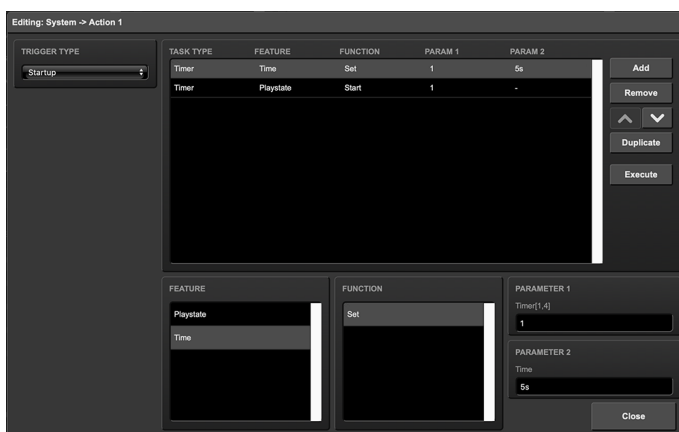 Editing: System -> Action 1
TRIGGER TYPE
Startup
TASK TYPE FEATURE FUNCTION PARAM 1 PARAM 2
Timer Time Set 1 5s
Timer Playstate Start 1 -
Add
Remove
Duplicate
Execute
FEATURE
Playstate
Time
FUNCTION
Set
PARAMETER 1
Timer[1,4]
1
PARAMETER 2
Time
5s
Close